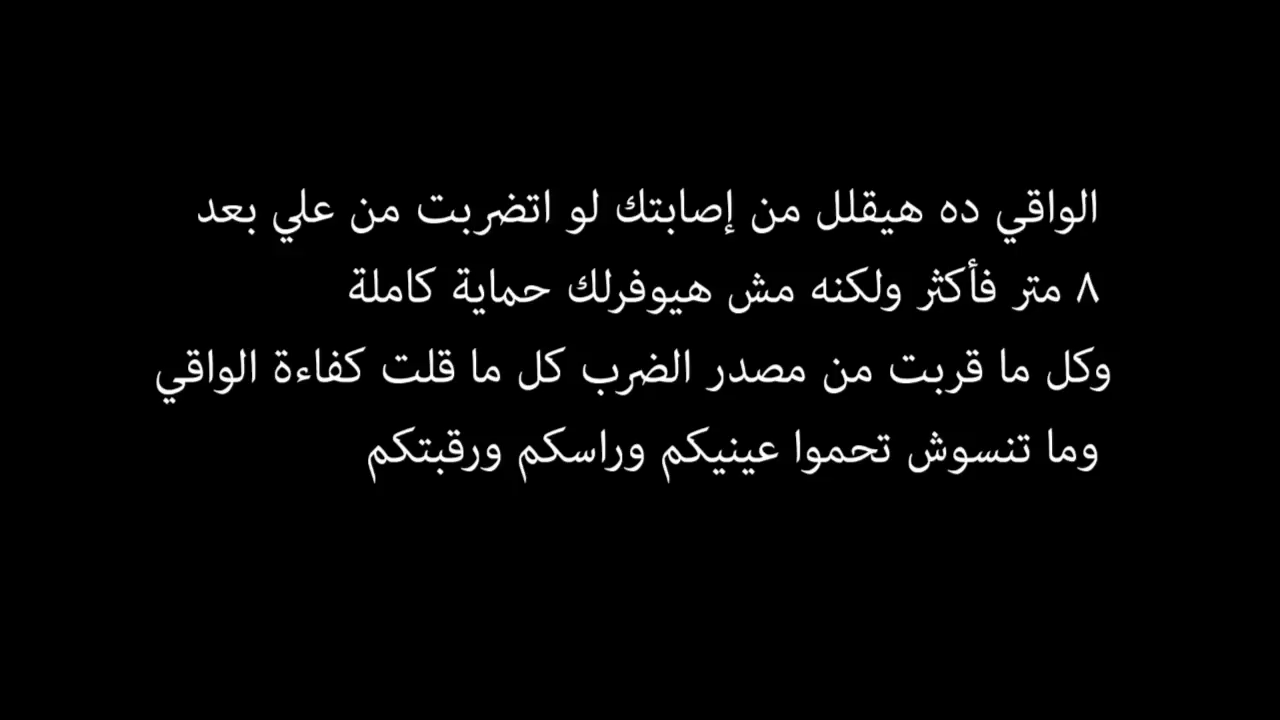 الواقي ده هيقلل من إصابتك لو اتضربت من علي بعد
٨ متر فأكثر ولكنه مش هيوفرلك حماية كاملة
وكل ما قربت من مصدر الضرب كل ما قلت كفاءة الواقي
وما تنسوش تحموا عينيكم وراسكم ورقبتكم